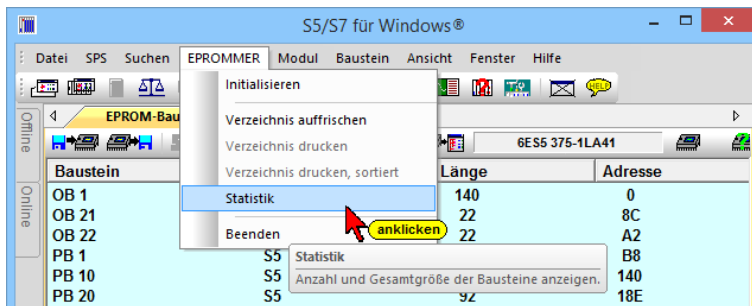 S5/S7 für Windows®
Datei SPS Suchen EPROMMER Modul Baustein Ansicht Fenster Hilfe
Initialisieren
EPROM-Bau
Verzeichnis auffrischen
Verzeichnis drucken
6ES5 375-1LA41
Verzeichnis drucken, sortiert
Statistik
anklicken
Beenden
Statistik
Anzahl und Gesamtgröße der Bausteine anzeigen.
Offline
Online
Baustein Länge Adresse
OB 1 140 0
OB 21 22 8C
OB 22 22 A2
PB 1 S5 B8
PB 10 S5 140
PB 20 S5 92 18E